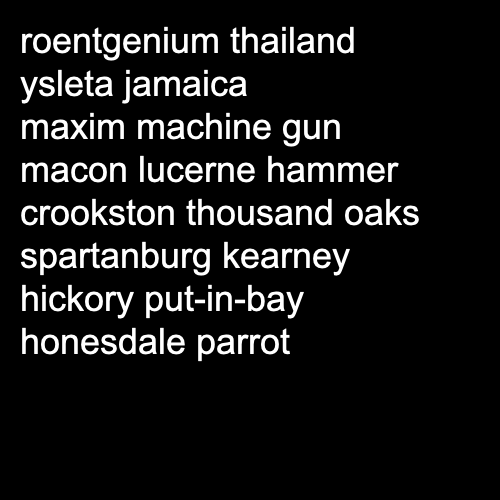 roentgenium thailand
ysleta jamaica
maxim machine gun
macon lucerne hammer
crookston thousand oaks
spartanburg kearney
hickory put-in-bay
honesdale parrot